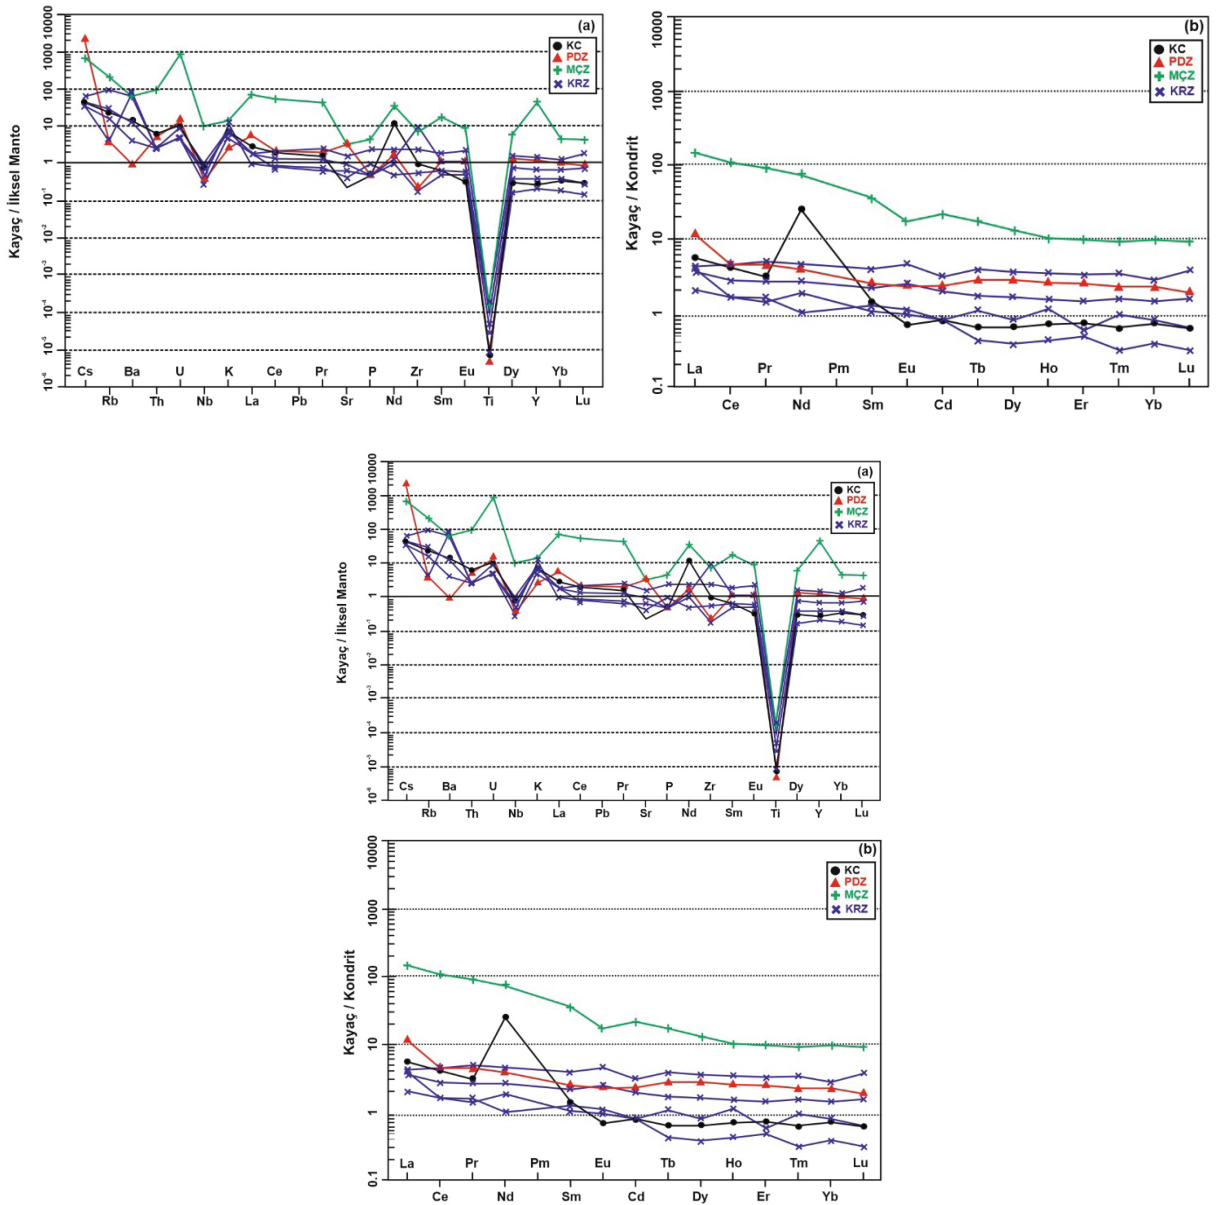 (a)
KC
PDZ
MÇZ
KRZ
Kayaç / İlksel Manto
10000
1000
100
10
1
10⁻¹
10⁻²
10⁻³
10⁻⁴
Cs Ba U K Ce Pr P Zr Eu Dy Yb
Rb Th Nb La Pb Sr Nd Sm Ti Y Lu
(b)
KC
PDZ
MÇZ
KRZ
Kayaç / Kondrit
10000
1000
100
10
1
0.1
La Pr Pm Eu Tb Ho Tm Lu
Ce Nd Sm Cd Dy Er Yb
(a)
KC
PDZ
MÇZ
KRZ
Kayaç / İlksel Manto
10000
1000
100
10
1
10⁻¹
10⁻²
10⁻³
10⁻⁴
Cs Ba U K Ce Pr P Zr Eu Dy Yb
Rb Th Nb La Pb Sr Nd Sm Ti Y Lu
(b)
KC
PDZ
MÇZ
KRZ
Kayaç / Kondrit
10000
1000
100
10
1
0.1
La Pr Pm Eu Tb Ho Tm Lu
Ce Nd Sm Cd Dy Er Yb